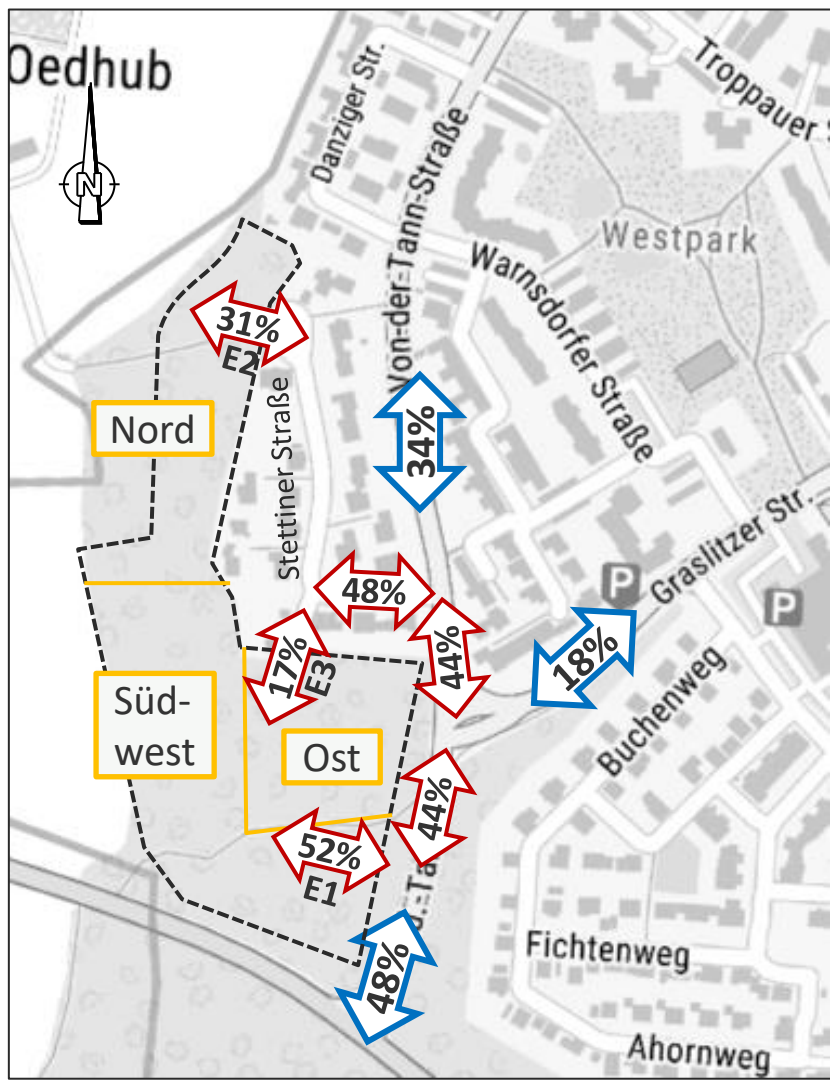 Oedhub
N
Danziger Str.
Von-der-Tann-Straße
Troppauer
Westpark
Warnsdorfer Straße
31%
E2
Nord
Stettiner Straße
34%
Graslitzer Str.
P
P
48%
17%
E3
44%
18%
Buchenweg
Süd-
west
Ost
44%
52%
E1
48%
Fichtenweg
Ahornweg